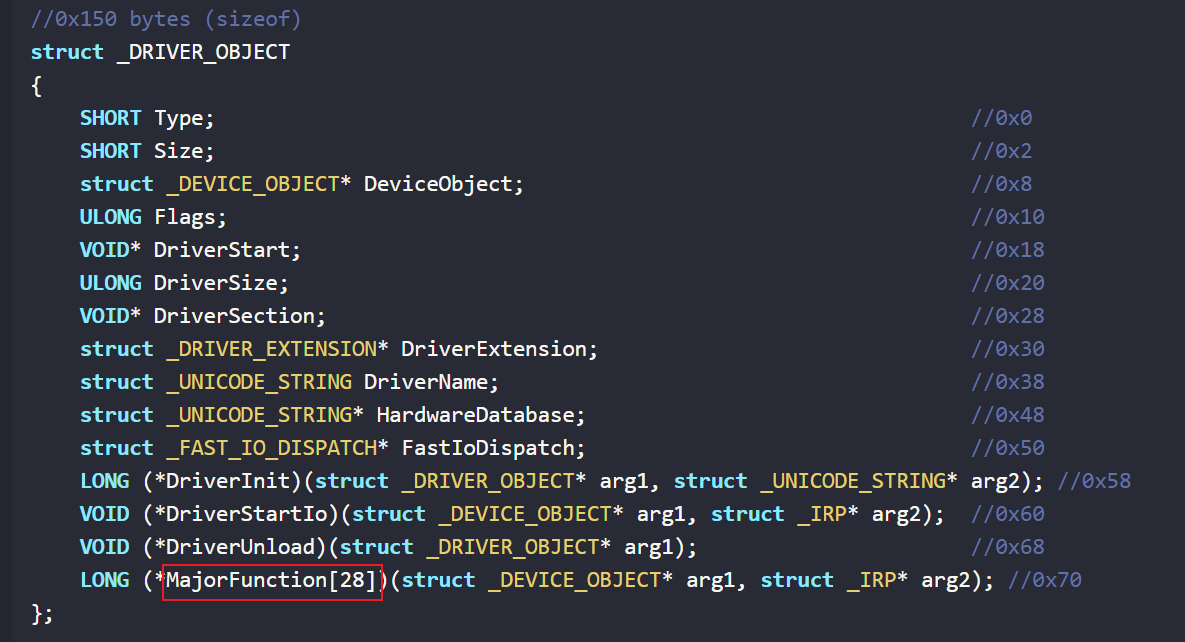 //0x150 bytes (sizeof)
struct _DRIVER_OBJECT
{
    SHORT Type;                                                             //0x0
    SHORT Size;                                                             //0x2
    struct _DEVICE_OBJECT* DeviceObject;                                    //0x8
    ULONG Flags;                                                            //0x10
    VOID* DriverStart;                                                      //0x18
    ULONG DriverSize;                                                       //0x20
    VOID* DriverSection;                                                    //0x28
    struct _DRIVER_EXTENSION* DriverExtension;                              //0x30
    struct _UNICODE_STRING DriverName;                                      //0x38
    struct _UNICODE_STRING* HardwareDatabase;                               //0x48
    struct _FAST_IO_DISPATCH* FastIoDispatch;                               //0x50
    LONG (*DriverInit)(struct _DRIVER_OBJECT* arg1, struct _UNICODE_STRING* arg2); //0x58
    VOID (*DriverStartIo)(struct _DEVICE_OBJECT* arg1, struct _IRP* arg2);  //0x60
    VOID (*DriverUnload)(struct _DRIVER_OBJECT* arg1);                      //0x68
    LONG (*MajorFunction[28])(struct _DEVICE_OBJECT* arg1, struct _IRP* arg2); //0x70
};